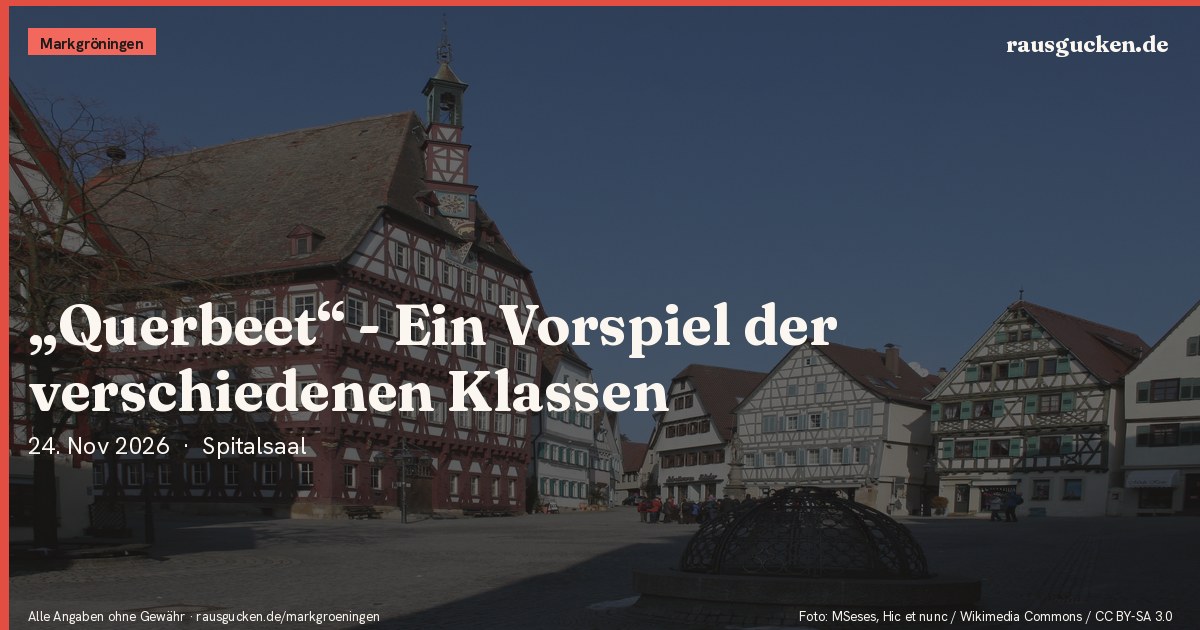 Markgröningen
rausgucken.de
„Querbeet“ - Ein Vorspiel der
verschiedenen Klassen
24. Nov 2026 · Spitalsaal
Alle Angaben ohne Gewähr · rausgucken.de/markgroeningen
Foto: MSeses, Hic et nunc / Wikimedia Commons / CC BY-SA 3.0